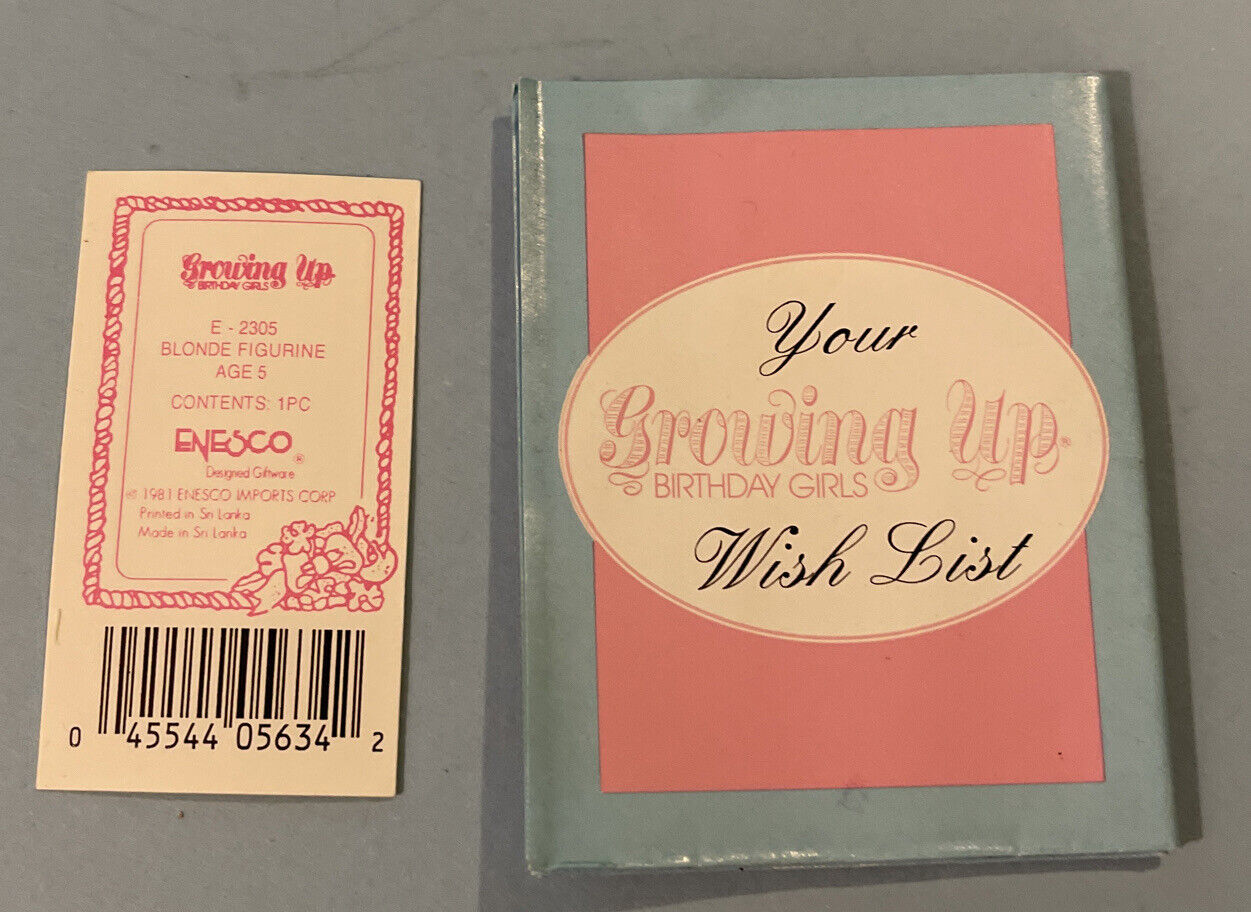 Growing Up
BIRTHDAY GIRLS
E - 2305
BLONDE FIGURINE
AGE 5
CONTENTS: 1PC
ENESCO®
Designed Giftware
© 1981 ENESCO IMPORTS CORP
Printed in Sri Lanka
Made in Sri Lanka
0 45544 05634 2
Your
Growing Up®
BIRTHDAY GIRLS
Wish List